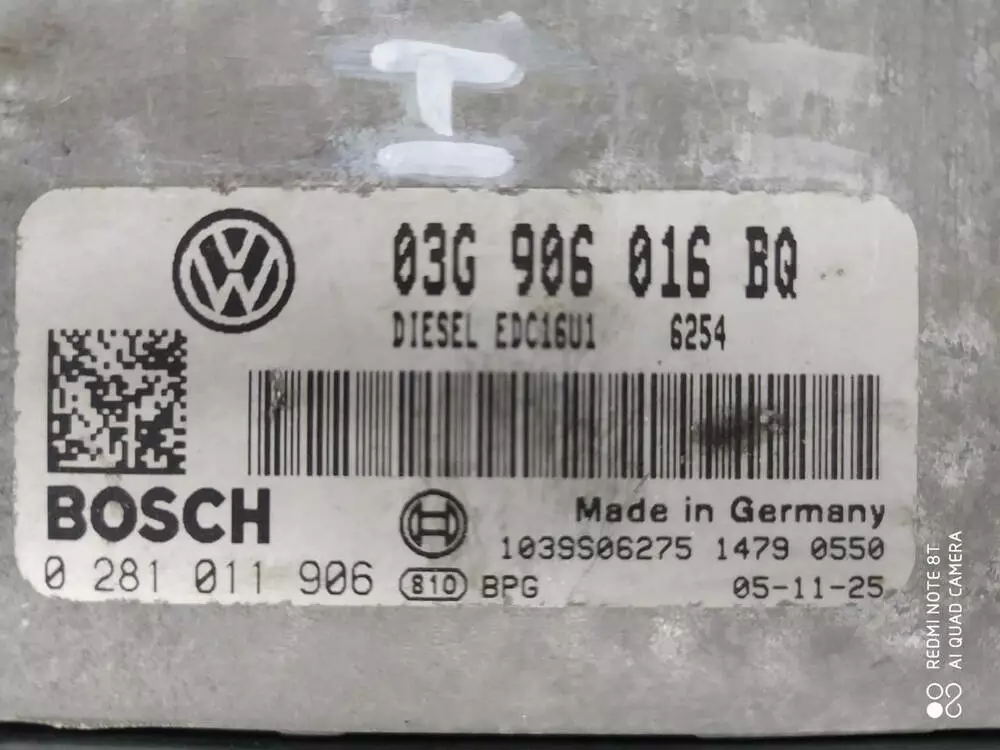 I
03G 906 016 BQ
DIESEL EDC16U1 6254
BOSCH
Made in Germany
1039S06275 1479 0550
0 281 011 906 810 BPG 05-11-25
REDMI NOTE 8T
AI QUAD CAMERA